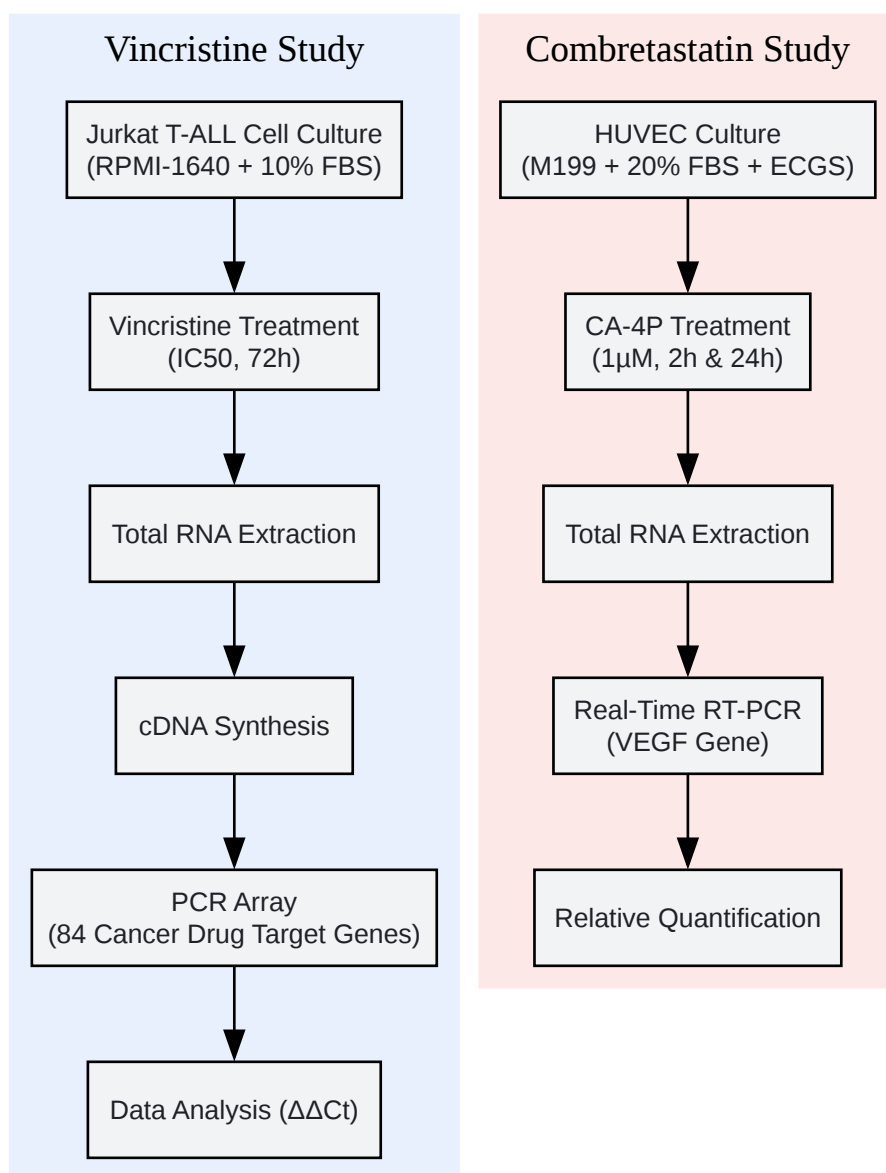 Vincristine Study
Jurkat T-ALL Cell Culture
(RPMI-1640 + 10% FBS)
Vincristine Treatment
(IC50, 72h)
Total RNA Extraction
cDNA Synthesis
PCR Array
(84 Cancer Drug Target Genes)
Data Analysis (ΔΔCt)
Combretastatin Study
HUVEC Culture
(M199 + 20% FBS + ECGS)
CA-4P Treatment
(1µM, 2h & 24h)
Total RNA Extraction
Real-Time RT-PCR
(VEGF Gene)
Relative Quantification